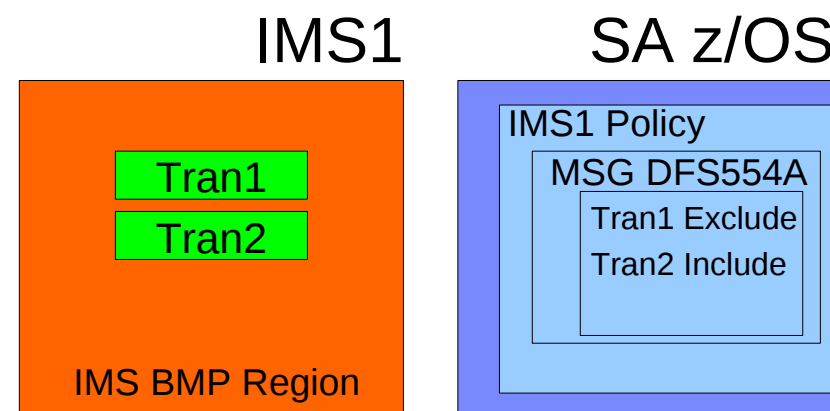 IMS1
Tran1
Tran2
IMS BMP Region
SA z/OS
IMS1 Policy
MSG DFS554A
Tran1 Exclude
Tran2 Include